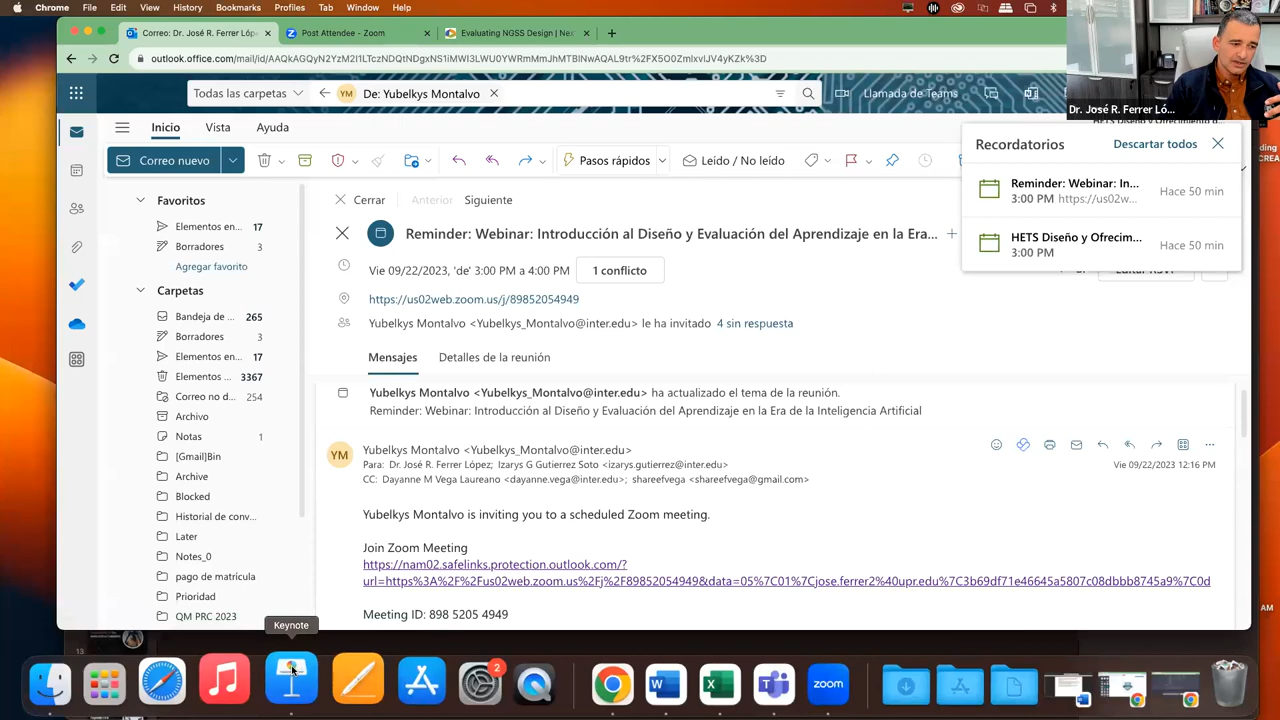 Chrome File Edit View History Bookmarks Profiles Tab Window Help
Correo: Dr. José R. Ferrer Lópe
Post Attendee - Zoom
Evaluating NGSS Design | Nex
outlook.office.com/mail/id/AAQkAGQyN2YzM2I1LTczNDQtNDgxNS1iMWI3LWU0YWRmMmJhMTBlNwAQAL9tr%2FX5O0ZmIxvIJV4yKZk%3D
Dr. José R. Ferrer Ló...
Todas las carpetas
YM De: Yubelkys Montalvo
Llamada de Teams
Inicio Vista Ayuda
Recordatorios Descartar todos
Correo nuevo
Pasos rápidos
Leído / No leído
Reminder: Webinar: In...
3:00 PM https://us02w...
Hace 50 min
HETS Diseño y Ofrecim...
3:00 PM
Hace 50 min
Favoritos
Elementos en... 17
Borradores 3
Agregar favorito
Carpetas
Bandeja de ... 265
Borradores 3
Elementos en... 17
Elementos ... 3367
Correo no d... 254
Archivo
Notas 1
[Gmail]Bin
Archive
Blocked
Historial de conv...
Later
Notes_0
pago de matrícula
Prioridad
QM PRC 2023
Cerrar Anterior Siguiente
Reminder: Webinar: Introducción al Diseño y Evaluación del Aprendizaje en la Era...
Vie 09/22/2023, 'de' 3:00 PM a 4:00 PM 1 conflicto
https://us02web.zoom.us/j/89852054949
Yubelkys Montalvo <Yubelkys_Montalvo@inter.edu> le ha invitado 4 sin respuesta
Mensajes Detalles de la reunión
Yubelkys Montalvo <Yubelkys_Montalvo@inter.edu> ha actualizado el tema de la reunión.
Reminder: Webinar: Introducción al Diseño y Evaluación del Aprendizaje en la Era de la Inteligencia Artificial
YM
Yubelkys Montalvo <Yubelkys_Montalvo@inter.edu>
Para: Dr. José R. Ferrer López; Izarys G Gutierrez Soto <izarys.gutierrez@inter.edu>
CC: Dayanne M Vega Laureano <dayanne.vega@inter.edu>; shareefvega <shareefvega@gmail.com>
Vie 09/22/2023 12:16 PM
Yubelkys Montalvo is inviting you to a scheduled Zoom meeting.
Join Zoom Meeting
https://nam02.safelinks.protection.outlook.com/?
url=https%3A%2F%2Fus02web.zoom.us%2Fj%2F89852054949&data=05%7C01%7Cjose.ferrer2%40upr.edu%7C3b69df71e46645a5807c08dbbb8745a9%7C0d
Meeting ID: 898 5205 4949
Keynote
13
2
zoom